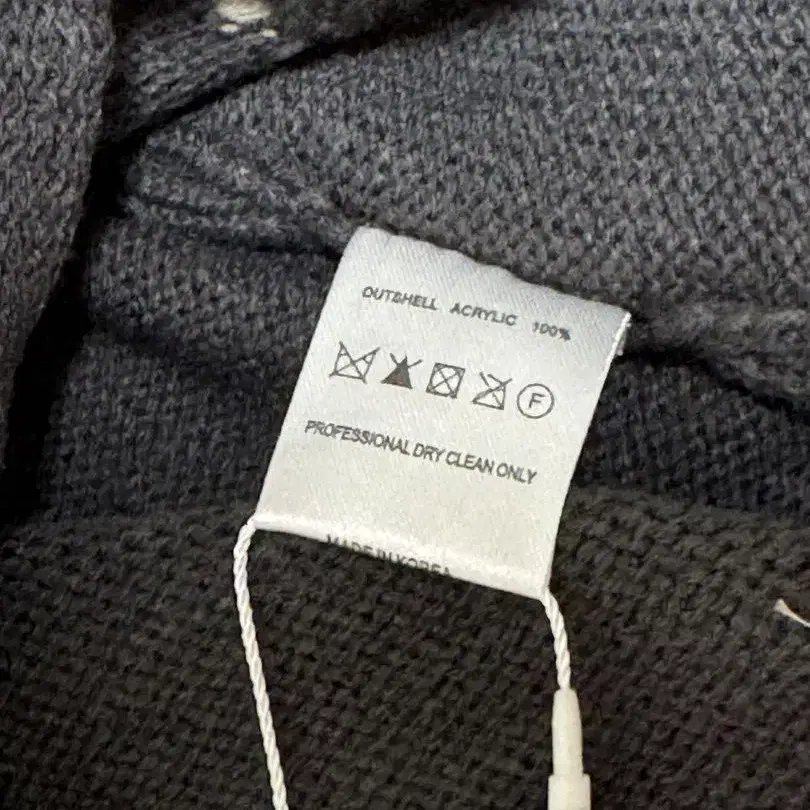 OUTSHELL ACRYLIC 100%
F
PROFESSIONAL DRY CLEAN ONLY
MADE IN KOREA